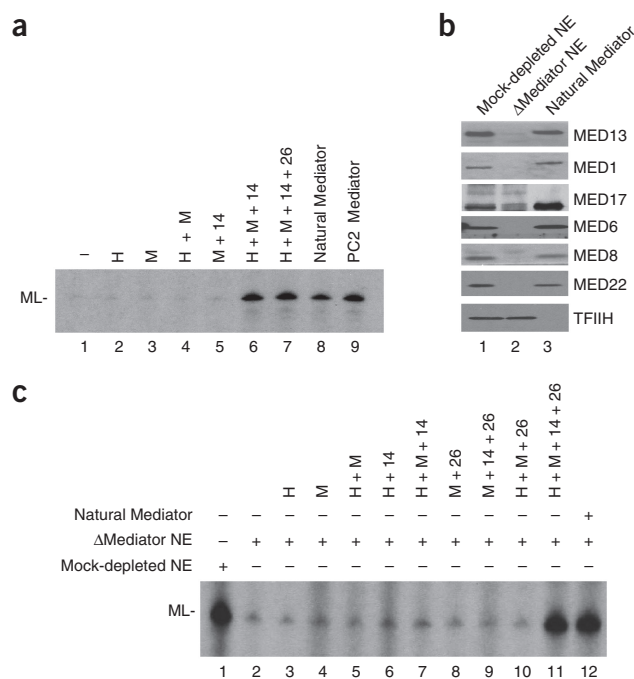 a
–
H
M
H + M
M + 14
H + M + 14
H + M + 14 + 26
Natural Mediator
PC2 Mediator
ML-
1 2 3 4 5 6 7 8 9
b
Mock-depleted NE
ΔMediator NE
Natural Mediator
MED13
MED1
MED17
MED6
MED8
MED22
TFIIH
1 2 3
c
H
M
H + M
H + 14
H + M + 14
M + 26
M + 14 + 26
H + M + 26
H + M + 14 + 26
Natural Mediator – – – – – – – – – – – +
ΔMediator NE – + + + + + + + + + + +
Mock-depleted NE + – – – – – – – – – – –
ML-
1 2 3 4 5 6 7 8 9 10 11 12